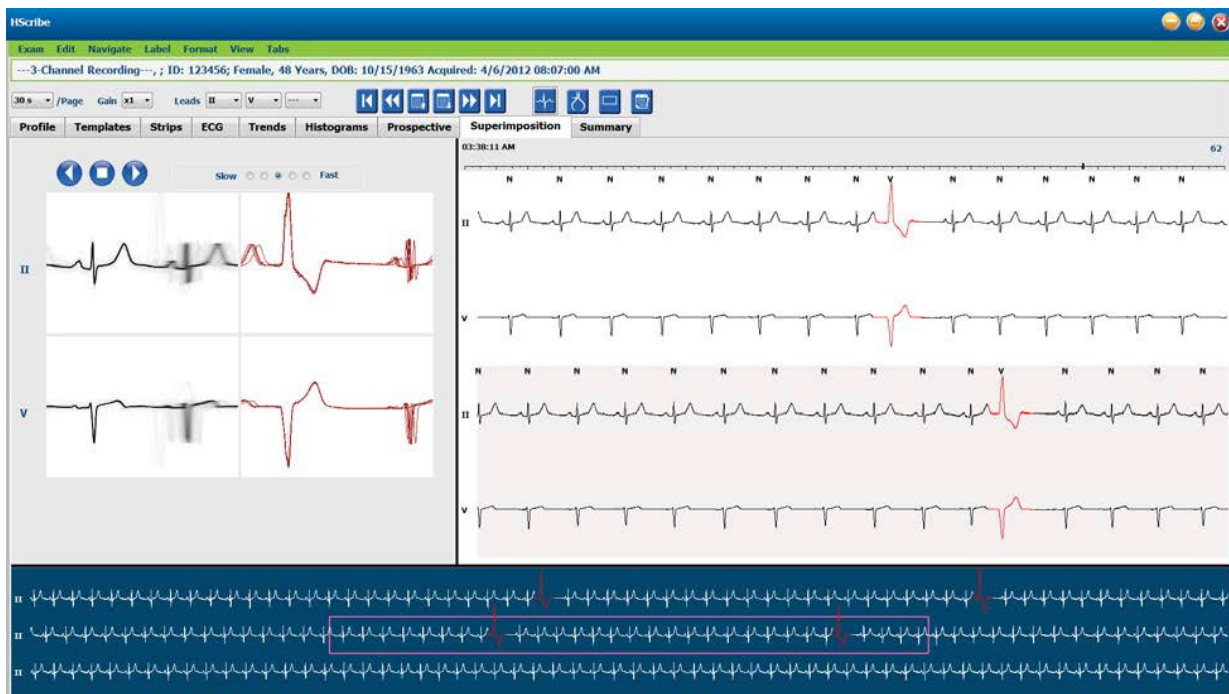 HScribe
Exam Edit Navigate Label Format View Tabs
---3-Channel Recording---, ; ID: 123456; Female, 48 Years, DOB: 10/15/1963 Acquired: 4/6/2012 08:07:00 AM
30 s /Page Gain x1 Leads II V ---
Profile Templates Strips ECG Trends Histograms Prospective Superimposition Summary
03:38:11 AM 62
Slow Fast
N N N N N N N N V N N N N N N
II
II
V
V
N N N N N N N N N N N V N N N N
II
V
II
II
II